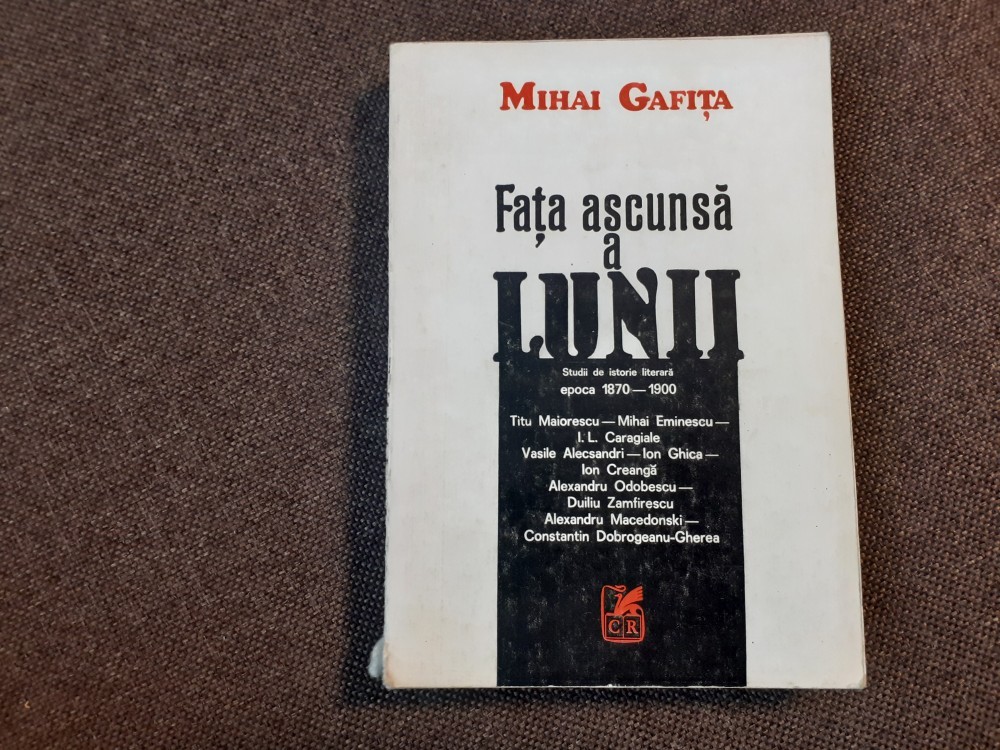 MIHAI GAFIȚA
Fața ascunsă
a
LUNII
Studii de istorie literară
epoca 1870—1900
Titu Maiorescu — Mihai Eminescu —
I. L. Caragiale
Vasile Alecsandri — Ion Ghica —
Ion Creangă
Alexandru Odobescu —
Duiliu Zamfirescu
Alexandru Macedonski —
Constantin Dobrogeanu-Gherea
CR